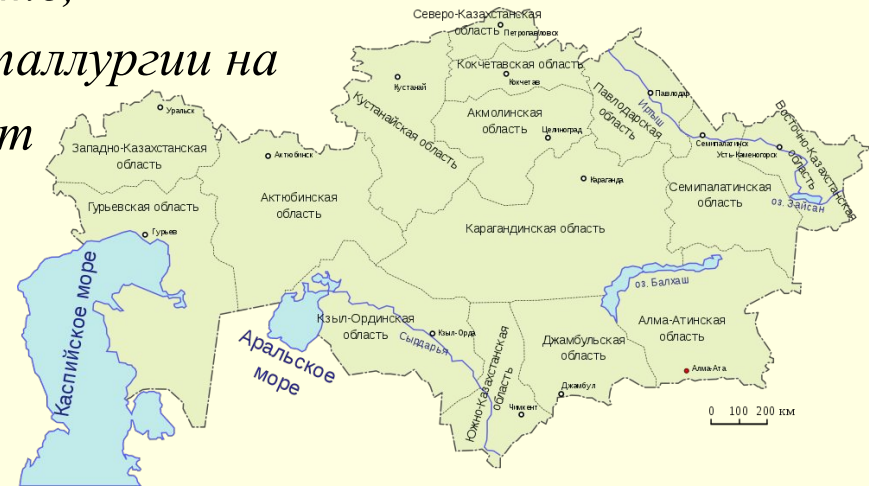 таллургии на
Северо-Казахстанская
область
Петропавловск
Кокчетавская область
Кокчетав
Кустанай
Кустанайская область
Акмолинская
область
Целиноград
Павлодарская
область
Иртыш
Павлодар
Семипалатинск
Усть-Каменогорск
Восточно-Казахстанская
область
оз. Зайсан
Семипалатинская
область
Уральск
Западно-Казахстанская
область
Актюбинск
Актюбинская
область
Гурьевская область
Гурьев
Караганда
Карагандинская область
Каспийское море
Аральское
море
Кзыл-Ординская
область
Кзыл-Орда
Сырдарья
Южно-Казахстанская
область
Чимкент
Джамбульская
область
Джамбул
оз. Балхаш
Алма-Атинская
область
Алма-Ата
0 100 200 км